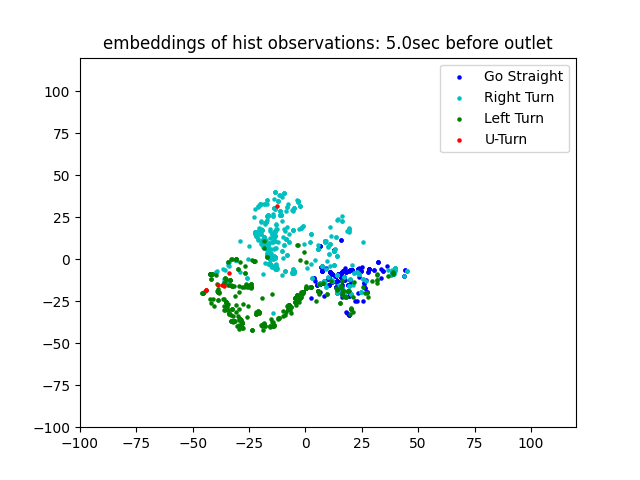 embeddings of hist observations: 5.0sec before outlet
Go Straight
Right Turn
Left Turn
U-Turn
100
75
50
25
0
−25
−50
−75
−100
−100 −75 −50 −25 0 25 50 75 100